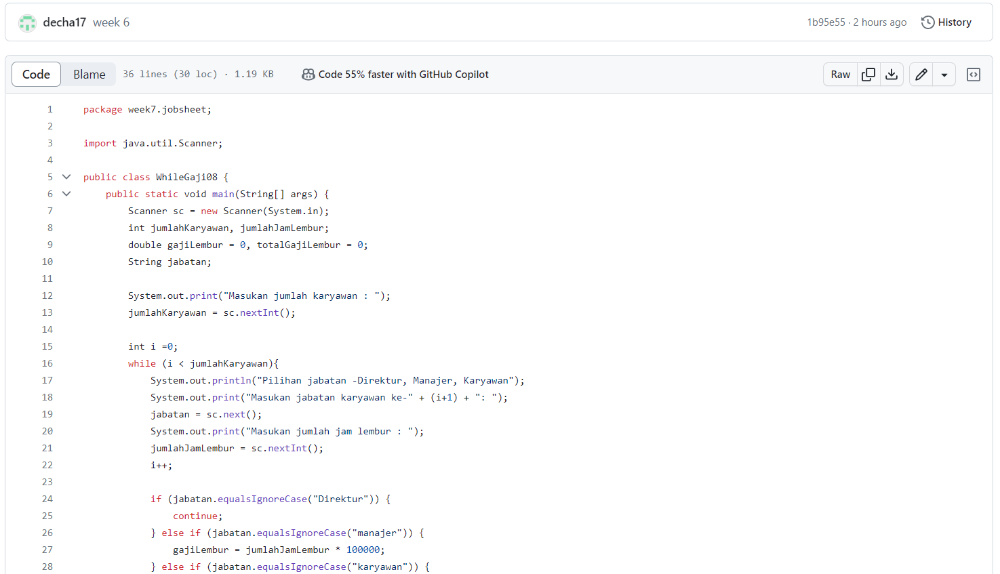 decha17 week 6 1b95e55 · 2 hours ago History
Code Blame 36 lines (30 loc) · 1.19 KB Code 55% faster with GitHub Copilot Raw
1 package week7.jobsheet;
2
3 import java.util.Scanner;
4
5 public class WhileGaji08 {
6 public static void main(String[] args) {
7 Scanner sc = new Scanner(System.in);
8 int jumlahKaryawan, jumlahJamLembur;
9 double gajiLembur = 0, totalGajiLembur = 0;
10 String jabatan;
11
12 System.out.print("Masukan jumlah karyawan : ");
13 jumlahKaryawan = sc.nextInt();
14
15 int i =0;
16 while (i < jumlahKaryawan){
17 System.out.println("Pilihan jabatan -Direktur, Manajer, Karyawan");
18 System.out.print("Masukan jabatan karyawan ke-" + (i+1) + ": ");
19 jabatan = sc.next();
20 System.out.print("Masukan jumlah jam lembur : ");
21 jumlahJamLembur = sc.nextInt();
22 i++;
23
24 if (jabatan.equalsIgnoreCase("Direktur")) {
25 continue;
26 } else if (jabatan.equalsIgnoreCase("manajer")) {
27 gajiLembur = jumlahJamLembur * 100000;
28 } else if (jabatan.equalsIgnoreCase("karyawan")) {